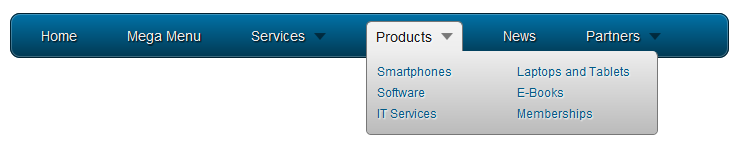 Home Mega Menu Services Products News Partners
Smartphones Laptops and Tablets
Software E-Books
IT Services Memberships